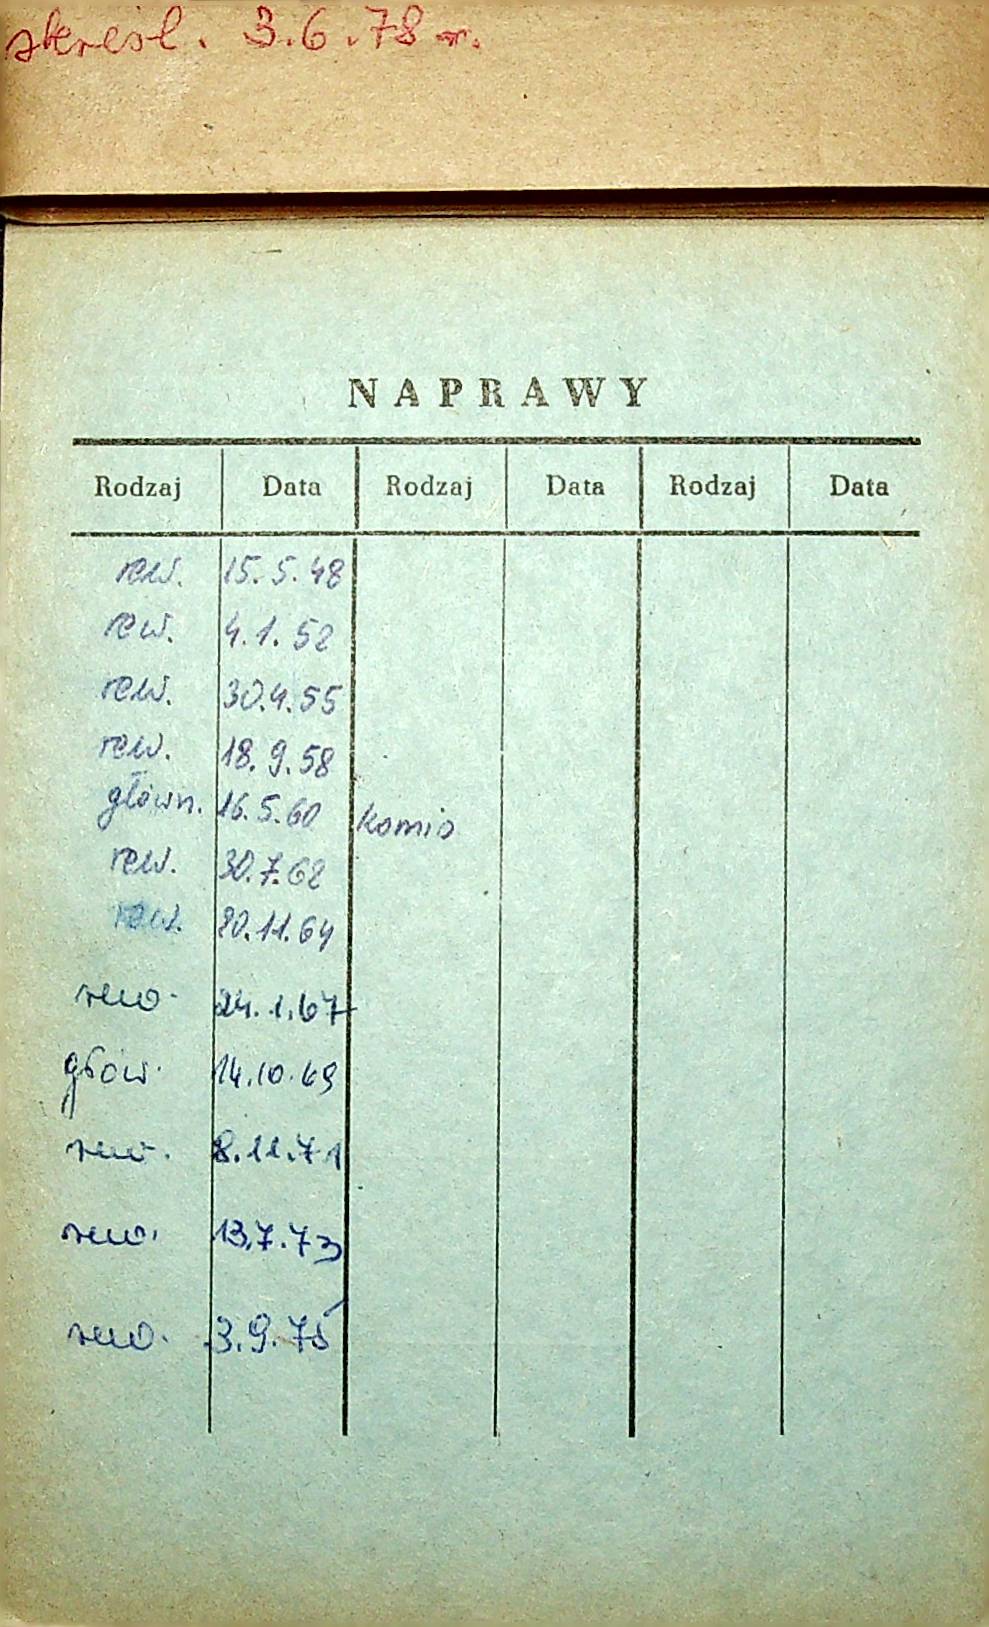 skreśl. 3.6.78 r.
NAPRAWY
Rodzaj Data Rodzaj Data Rodzaj Data
rew. 15.5.48
rew. 4.1.52
rew. 30.4.55
rew. 18.9.58
główn. 16.5.60 komis
rew. 30.7.62
rew. 20.11.64
rew. 24.1.67
głów. 14.10.69
rew. 8.11.71
rew. 13.7.73
rew. 3.9.75